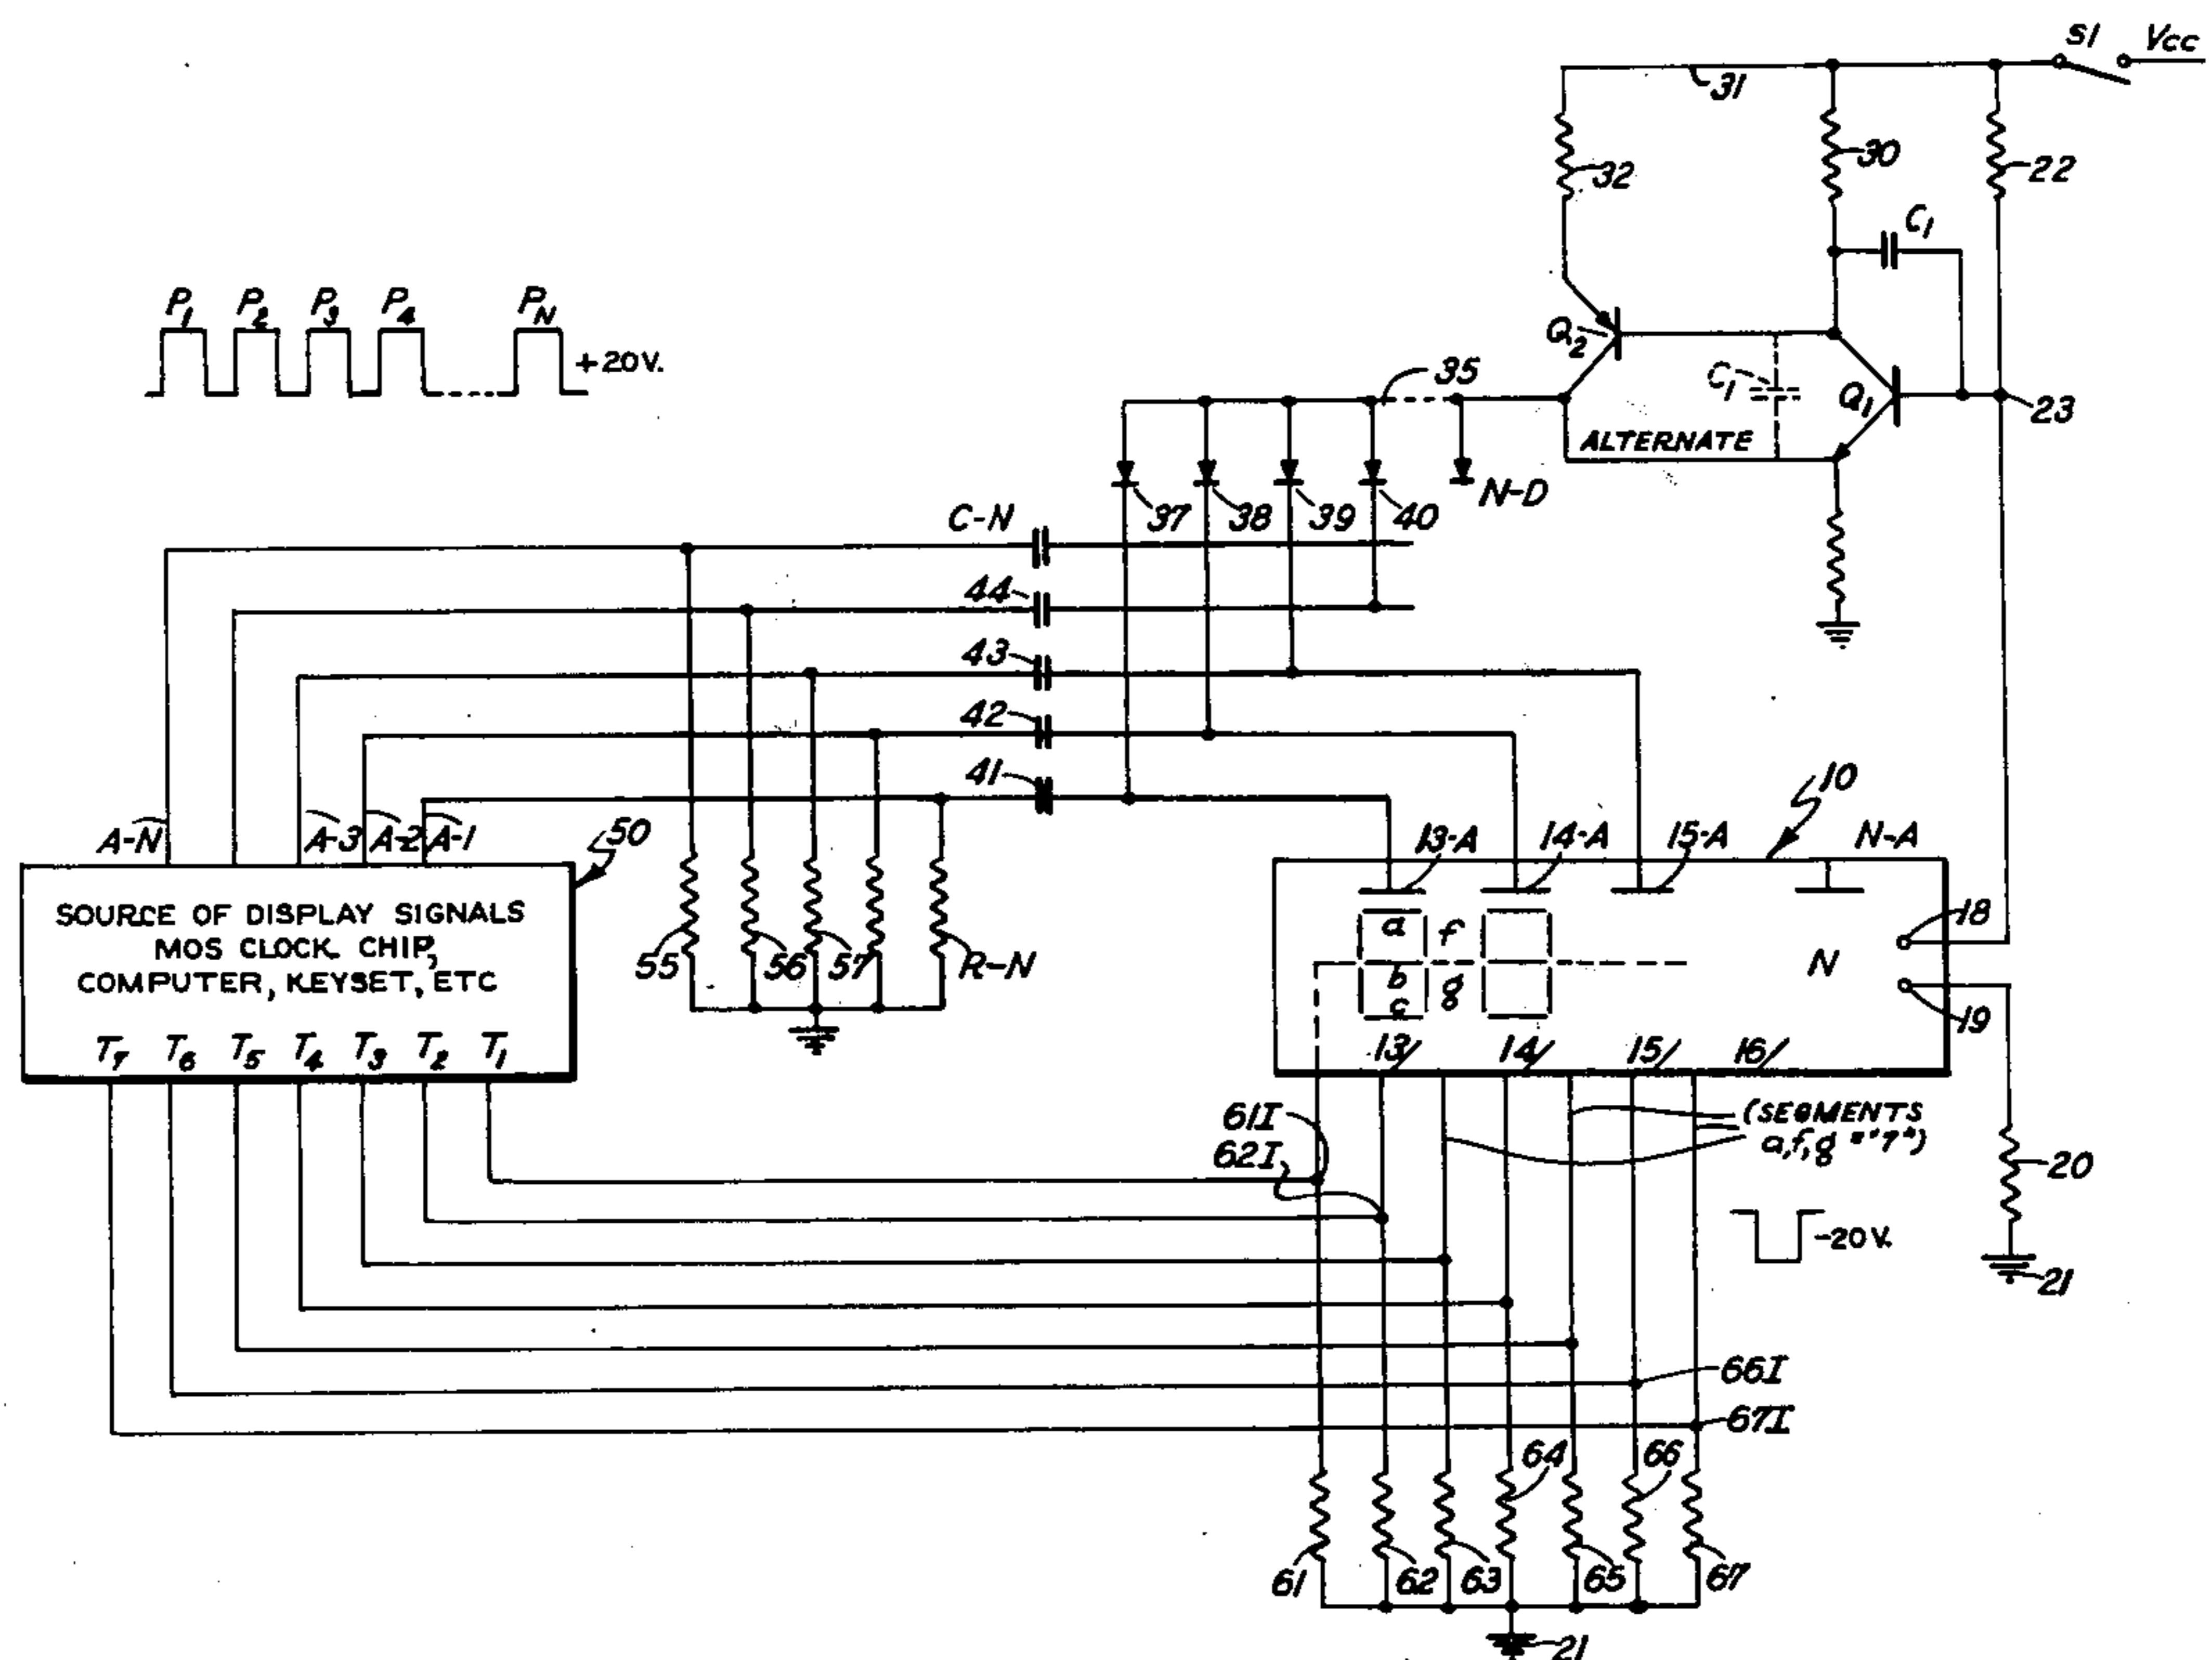 S1 Vcc
31
32
30
22
C1
P1 P2 P3 P4 PN
+20V.
Q2
C1
Q1
35
23
ALTERNATE
N-D
37 38 39 40
C-N
44
43
42
41
10
A-N A-3 A-2 A-1
50
13-A 14-A 15-A N-A
SOURCE OF DISPLAY SIGNALS
MOS CLOCK CHIP,
COMPUTER, KEYSET, ETC
18
a f
55 56 57 R-N
b g
c
N
19
T7 T6 T5 T4 T3 T2 T1
13 14 15 16
61I
62I
(SEGMENTS
a,f,g="7")
20
-20V.
21
66I
67I
64 66
61 62 63 65 67
21